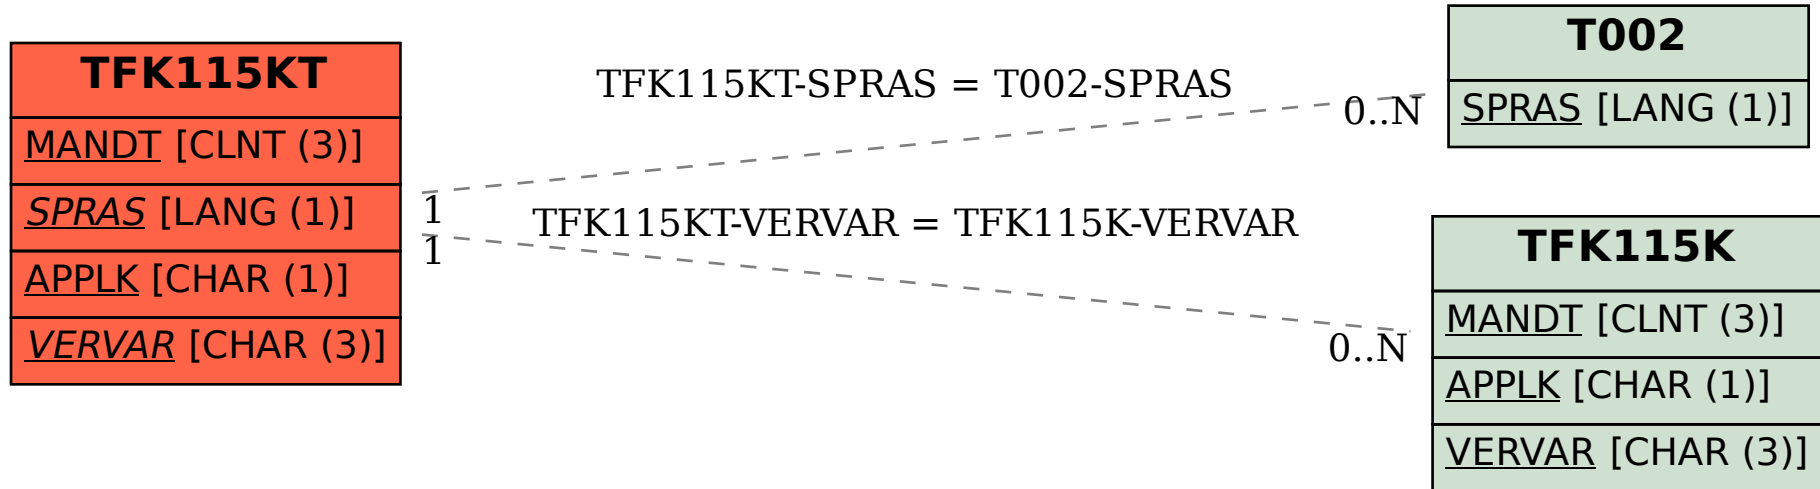 TFK115KT
MANDT [CLNT (3)]
SPRAS [LANG (1)]
APPLK [CHAR (1)]
VERVAR [CHAR (3)]
TFK115KT-SPRAS = T002-SPRAS
0..N
1
TFK115KT-VERVAR = TFK115K-VERVAR
1
0..N
T002
SPRAS [LANG (1)]
TFK115K
MANDT [CLNT (3)]
APPLK [CHAR (1)]
VERVAR [CHAR (3)]